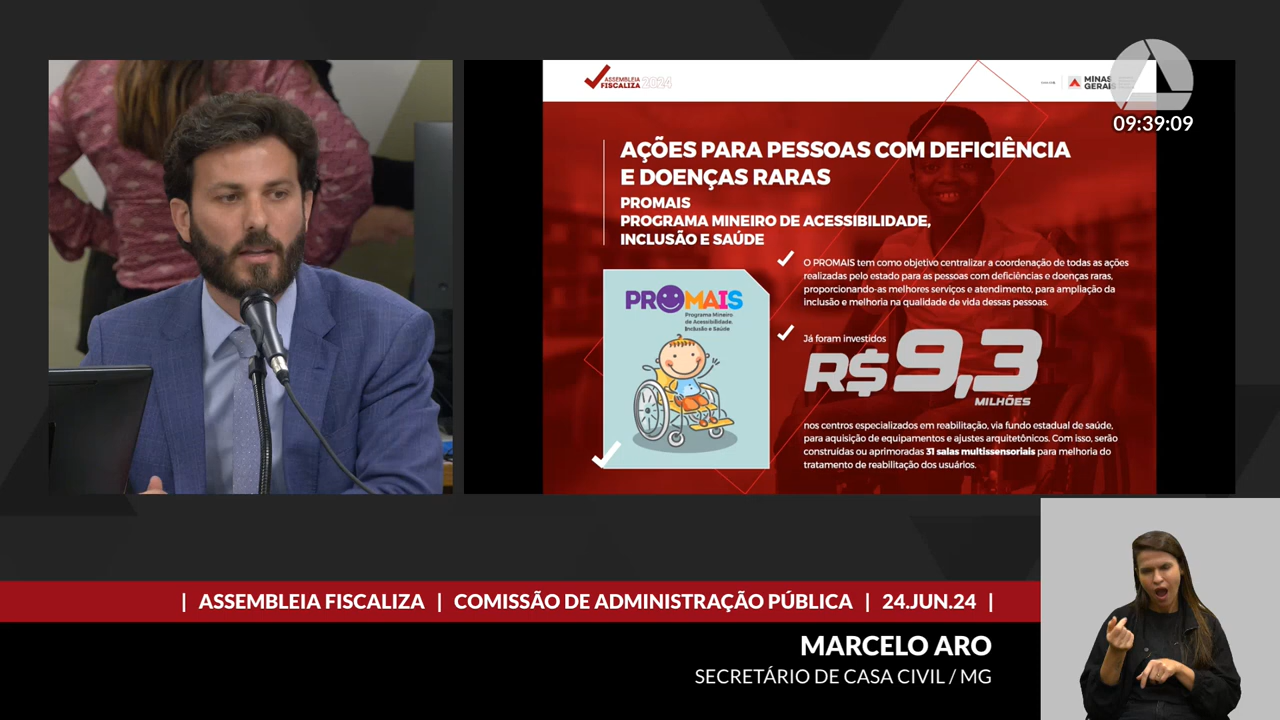 ASSEMBLEIA
FISCALIZA 2024
MINAS
GERAIS
09:39:09
AÇÕES PARA PESSOAS COM DEFICIÊNCIA
E DOENÇAS RARAS
PROMAIS
PROGRAMA MINEIRO DE ACESSIBILIDADE,
INCLUSÃO E SAÚDE
PROMAIS
Programa Mineiro
de Acessibilidade,
Inclusão e Saúde
O PROMAIS tem como objetivo centralizar a coordenação de todas as ações
realizadas pelo estado para as pessoas com deficiências e doenças raras,
proporcionando-as melhores serviços e atendimento, para ampliação da
inclusão e melhoria na qualidade de vida dessas pessoas.
Já foram investidos
R$ 9,3
MILHÕES
nos centros especializados em reabilitação, via fundo estadual de saúde,
para aquisição de equipamentos e ajustes arquitetônicos. Com isso, serão
construídas ou aprimoradas 31 salas multissensoriais para melhoria do
tratamento de reabilitação dos usuários.
| ASSEMBLEIA FISCALIZA | COMISSÃO DE ADMINISTRAÇÃO PÚBLICA | 24.JUN.24 |
MARCELO ARO
SECRETÁRIO DE CASA CIVIL / MG